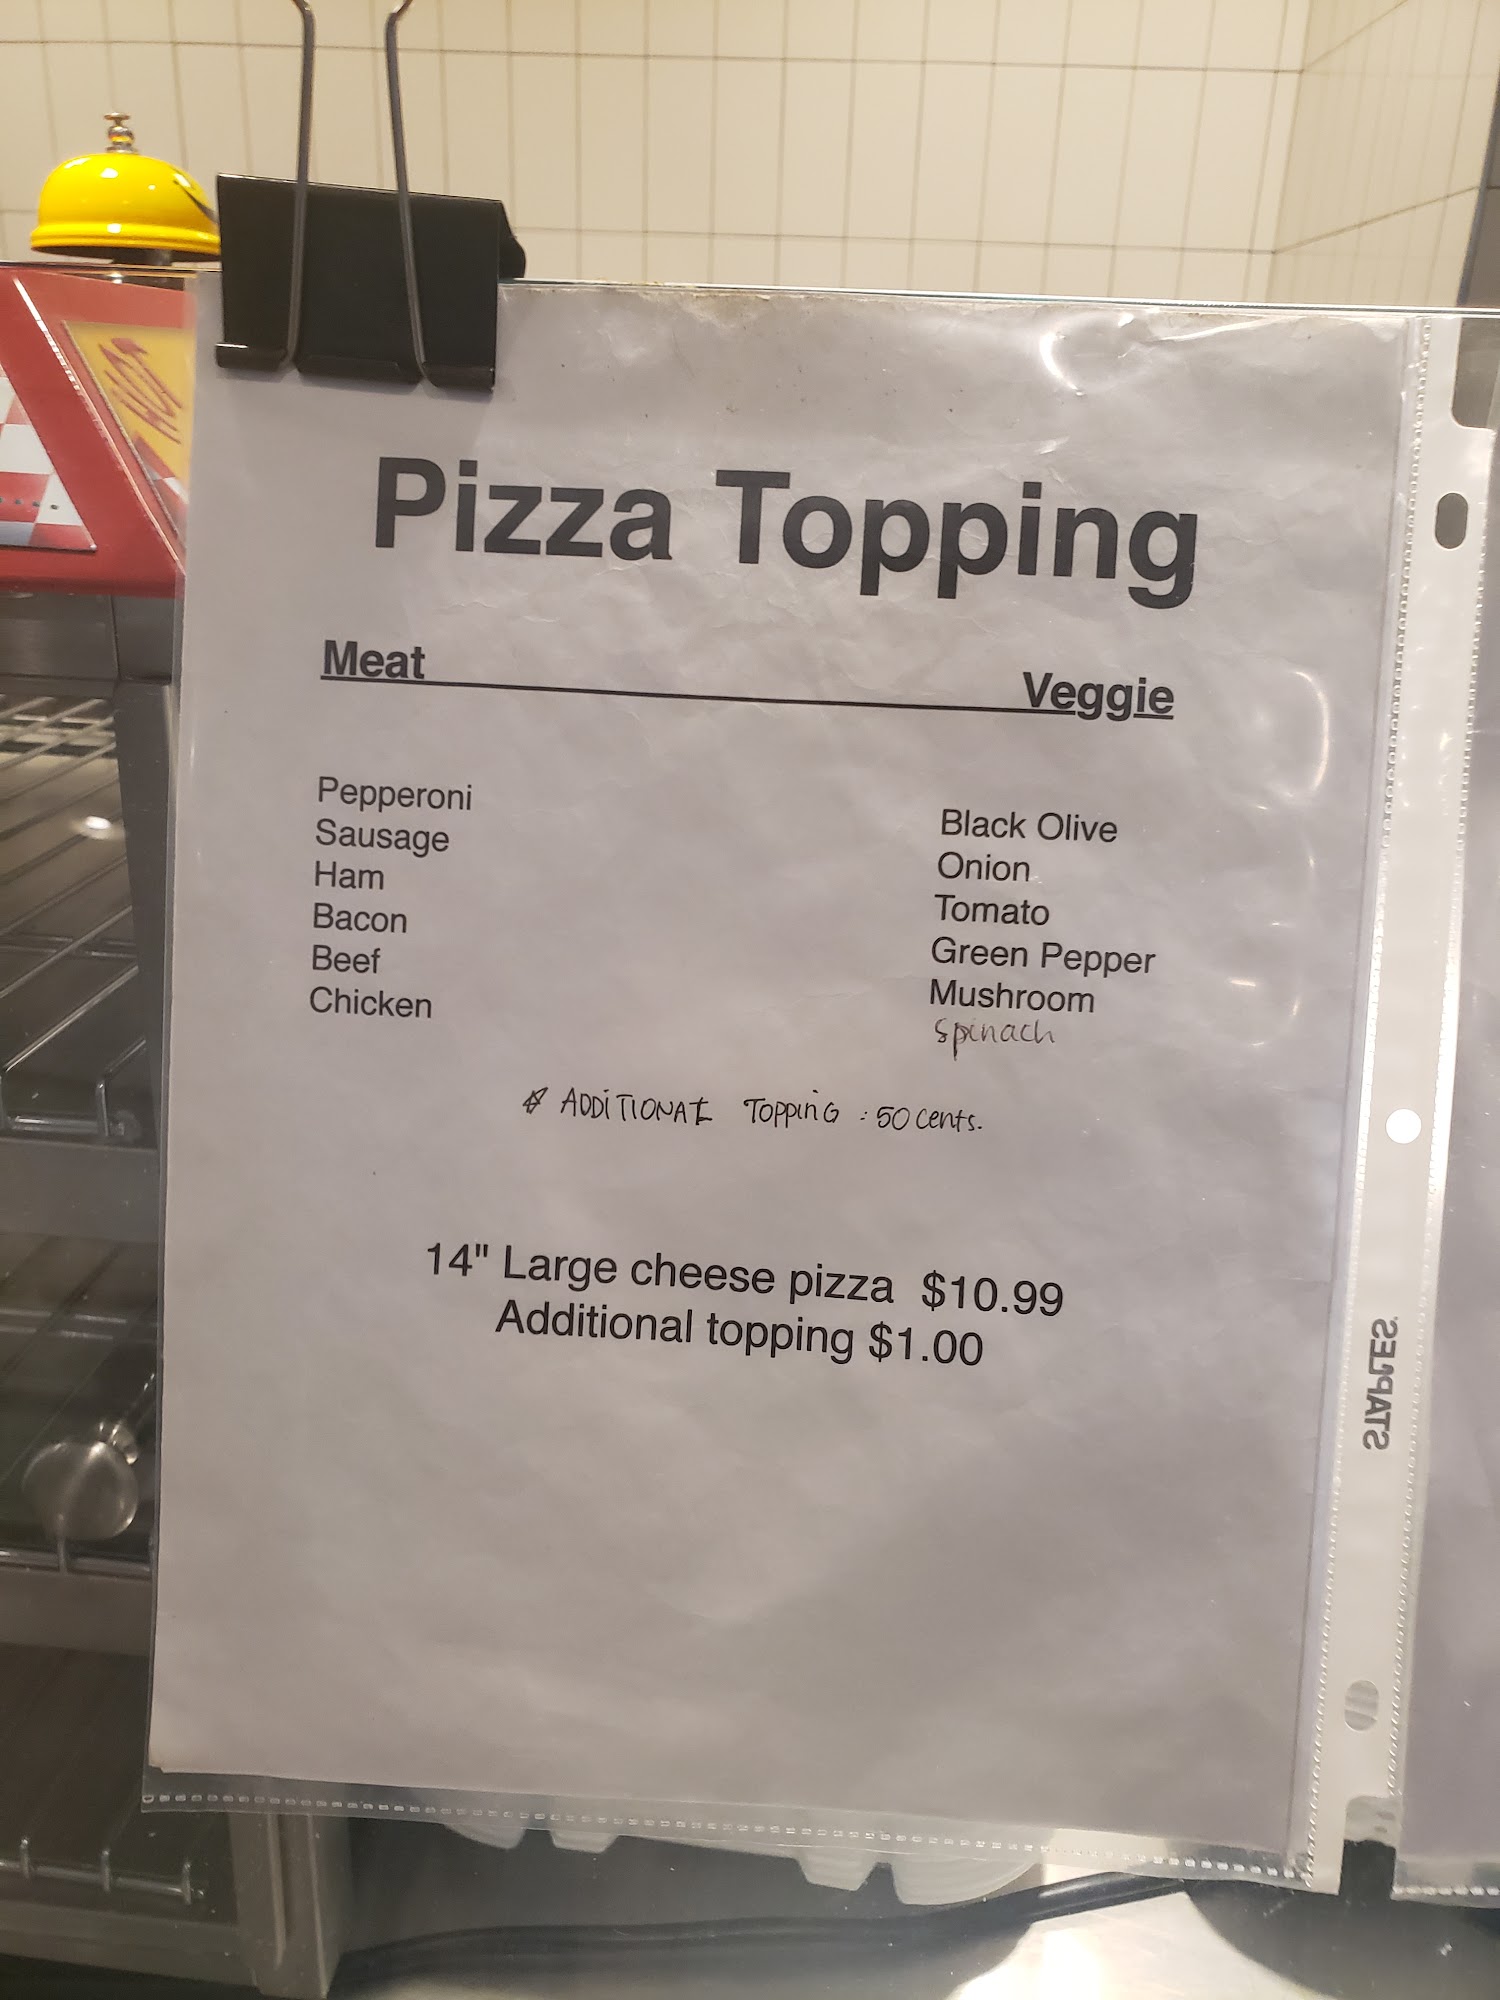 HOT
Pizza Topping
Meat Veggie
Pepperoni
Sausage
Ham
Bacon
Beef
Chicken
Black Olive
Onion
Tomato
Green Pepper
Mushroom
Spinach
ADDITIONAL TOPPING : 50 cents.
14" Large cheese pizza $10.99
Additional topping $1.00
STAPLES